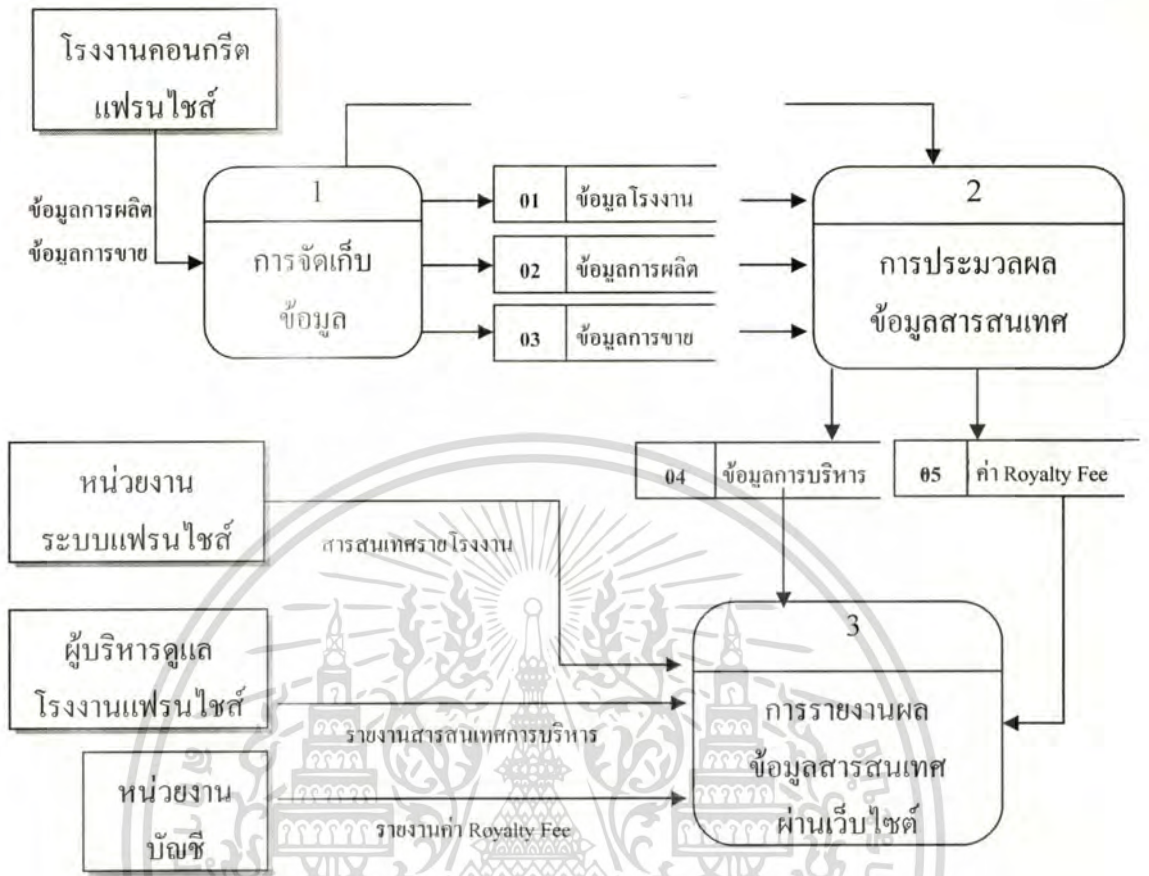 โรงงานคอนกรีต
แฟรนไชส์
ข้อมูลการผลิต
ข้อมูลการขาย
1
การจัดเก็บ
ข้อมูล
01 ข้อมูลโรงงาน
02 ข้อมูลการผลิต
03 ข้อมูลการขาย
2
การประมวลผล
ข้อมูลสารสนเทศ
04 ข้อมูลการบริหาร
05 ค่า Royalty Fee
หน่วยงาน
ระบบแฟรนไชส์
สารสนเทศรายโรงงาน
ผู้บริหารดูแล
โรงงานแฟรนไชส์
รายงานสารสนเทศการบริหาร
หน่วยงาน
บัญชี
รายงานค่า Royalty Fee
3
การรายงานผล
ข้อมูลสารสนเทศ
ผ่านเว็บไซต์